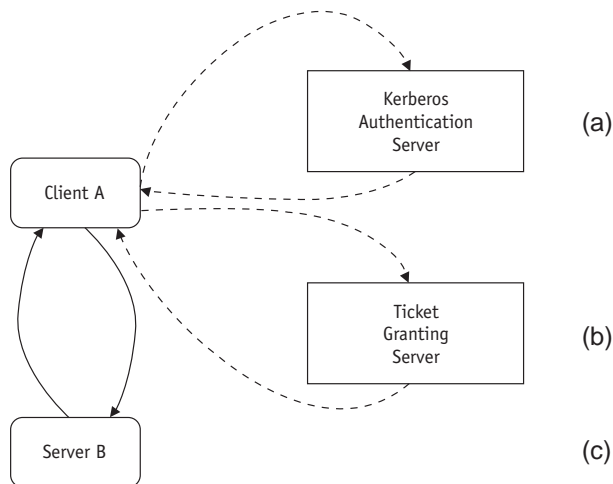 Kerberos
Authentication
Server
(a)
Client A
Ticket
Granting
Server
(b)
Server B
(c)